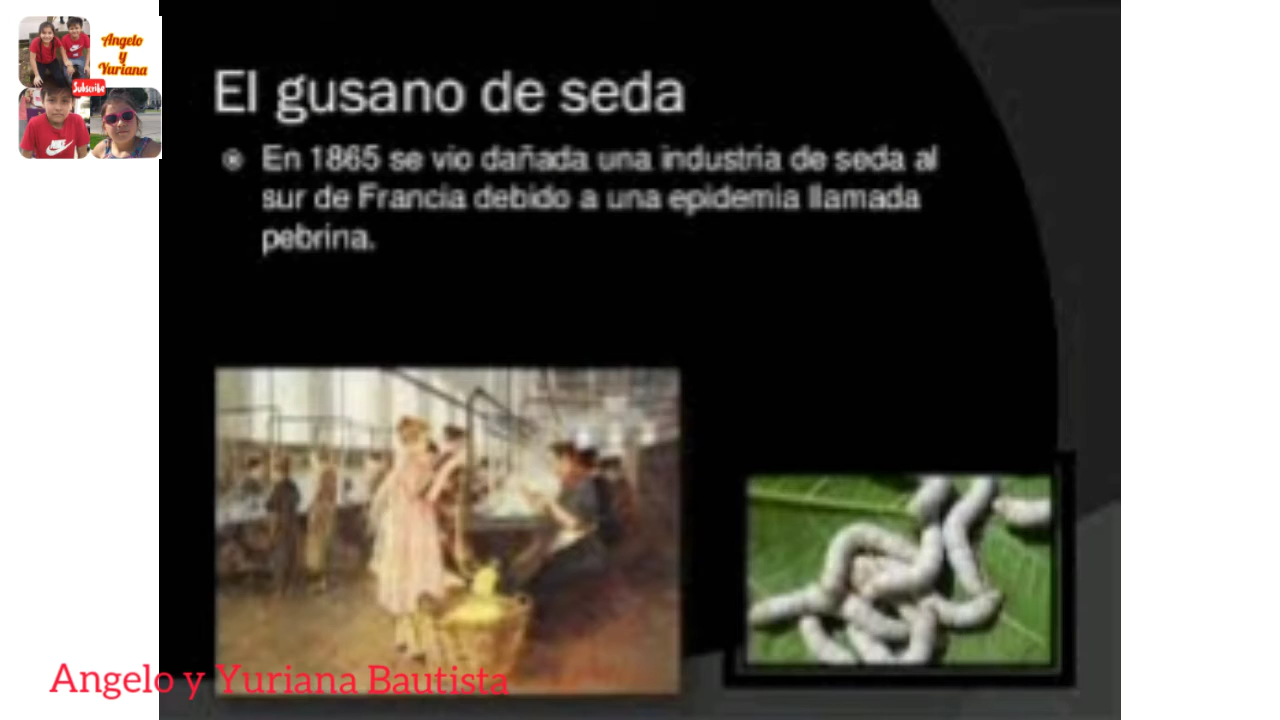 Angelo
y
Yuriana
Subscribe
El gusano de seda
En 1865 se vio dañada una industria de seda al
sur de Francia debido a una epidemia llamada
pebrina.
Angelo y Yuriana Bautista